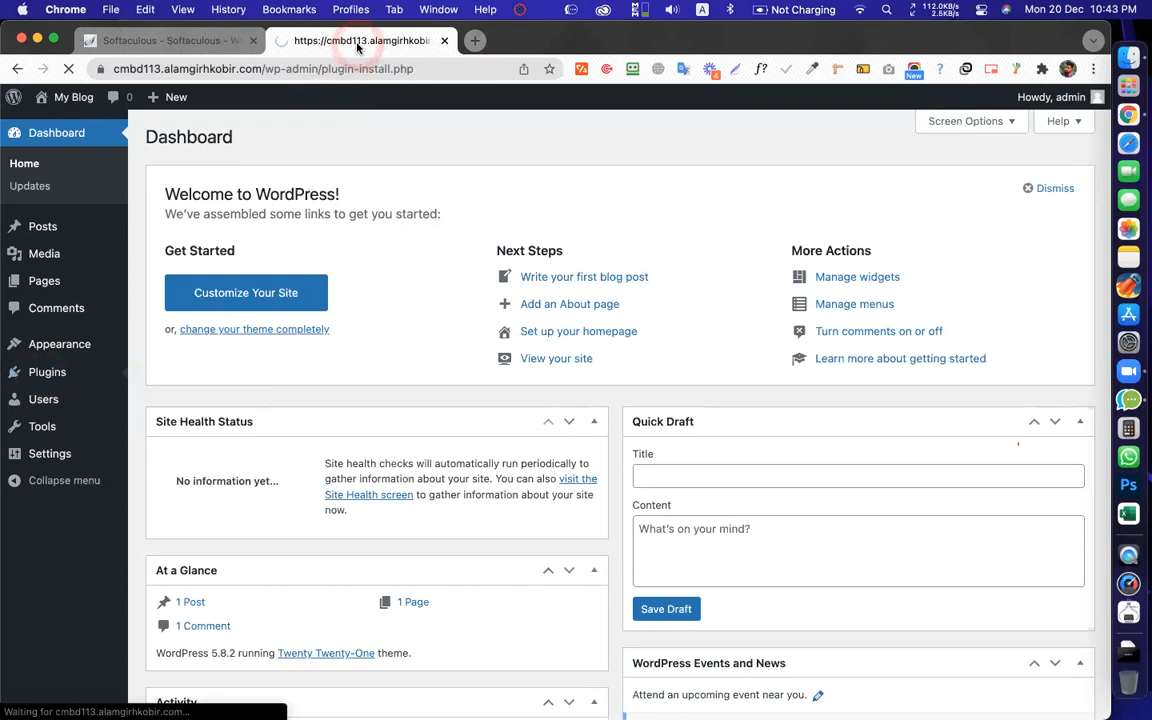 Chrome File Edit View History Bookmarks Profiles Tab Window Help A Not Charging 112.0KB/s 2.5KB/s Mon 20 Dec 10:43 PM
Softaculous - Softaculous - W https://cmbd113.alamgirhkobir
cmbd113.alamgirhkobir.com/wp-admin/plugin-install.php f? 4 New
My Blog 0 New Howdy, admin
Screen Options Help
Dashboard
Home
Updates
Posts
Media
Pages
Comments
Appearance
Plugins
Users
Tools
Settings
Collapse menu
Dashboard
Welcome to WordPress!
Dismiss
We've assembled some links to get you started:
Get Started
Customize Your Site
or, change your theme completely
Next Steps
Write your first blog post
Add an About page
Set up your homepage
View your site
More Actions
Manage widgets
Manage menus
Turn comments on or off
Learn more about getting started
Site Health Status
No information yet...
Site health checks will automatically run periodically to
gather information about your site. You can also visit the
Site Health screen to gather information about your site
now.
At a Glance
1 Post 1 Page
1 Comment
WordPress 5.8.2 running Twenty Twenty-One theme.
Activity
Quick Draft
Title
Content
What's on your mind?
Save Draft
WordPress Events and News
Attend an upcoming event near you.
Ps
Waiting for cmbd113.alamgirhkobir.com...